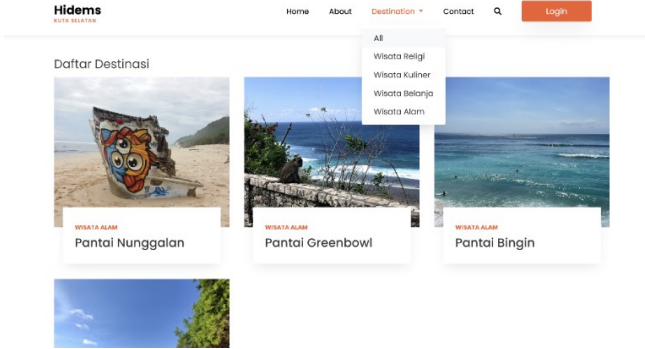 Hidems
KUTA SELATAN
Home
About
Destination
Contact
Login
All
Wisata Religi
Wisata Kuliner
Wisata Belanja
Wisata Alam
Daftar Destinasi
WISATA ALAM
Pantai Nunggalan
WISATA ALAM
Pantai Greenbowl
WISATA ALAM
Pantai Bingin